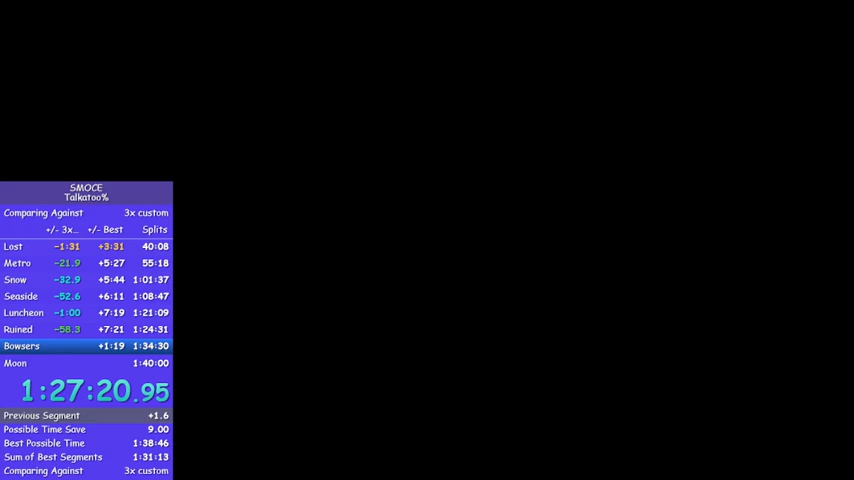 SMOCE
Talkatoo%
Comparing Against 3x custom
+/- 3x... +/- Best Splits
Lost -1:31 +3:31 40:08
Metro -21.9 +5:27 55:18
Snow -32.9 +5:44 1:01:37
Seaside -52.6 +6:11 1:08:47
Luncheon -1:00 +7:19 1:21:09
Ruined -58.3 +7:21 1:24:31
Bowsers +1:19 1:34:30
Moon 1:40:00
1:27:20.95
Previous Segment +1.6
Possible Time Save 9.00
Best Possible Time 1:38:46
Sum of Best Segments 1:31:13
Comparing Against 3x custom